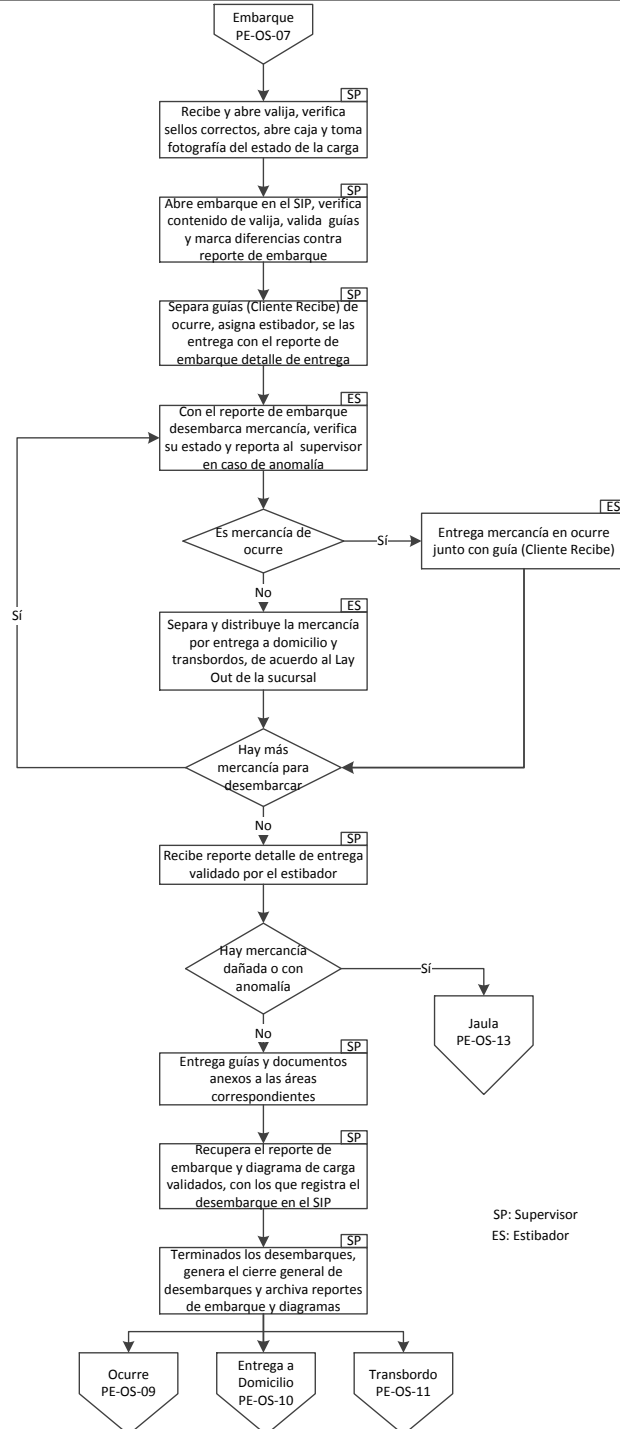 Embarque
PE-OS-07
SP
Recibe y abre valija, verifica
sellos correctos, abre caja y toma
fotografía del estado de la carga
SP
Abre embarque en el SIP, verifica
contenido de valija, valida guías
y marca diferencias contra
reporte de embarque
SP
Separa guías (Cliente Recibe) de
ocurre, asigna estibador, se las
entrega con el reporte de
embarque detalle de entrega
ES
Con el reporte de embarque
desembarca mercancía, verifica
su estado y reporta al supervisor
en caso de anomalía
Es mercancía de
ocurre
Sí
ES
Entrega mercancía en ocurre
junto con guía (Cliente Recibe)
No
ES
Separa y distribuye la mercancía
por entrega a domicilio y
transbordos, de acuerdo al Lay
Out de la sucursal
Sí
Hay más
mercancía para
desembarcar
No
SP
Recibe reporte detalle de entrega
validado por el estibador
Hay mercancía
dañada o con
anomalía
Sí
Jaula
PE-OS-13
No
SP
Entrega guías y documentos
anexos a las áreas
correspondientes
SP
Recupera el reporte de
embarque y diagrama de carga
validados, con los que registra el
desembarque en el SIP
SP: Supervisor
ES: Estibador
SP
Terminados los desembarques,
genera el cierre general de
desembarques y archiva reportes
de embarque y diagramas
Ocurre
PE-OS-09
Entrega a
Domicilio
PE-OS-10
Transbordo
PE-OS-11